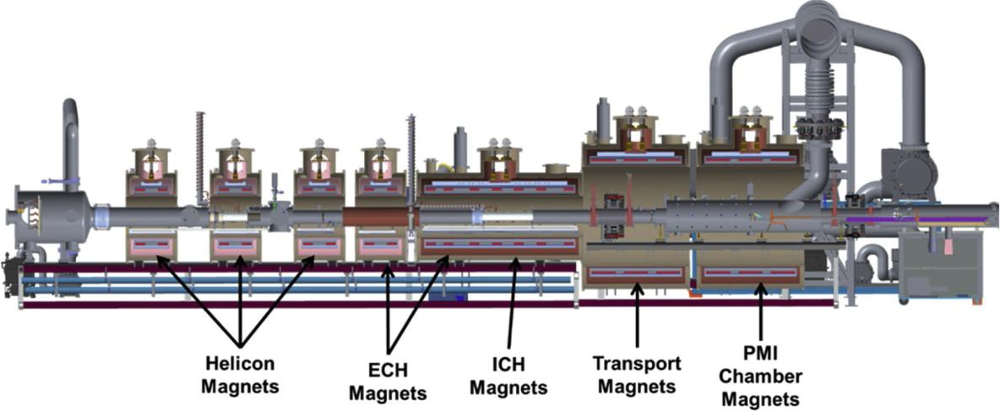 Helicon
Magnets
ECH
Magnets
ICH
Magnets
Transport
Magnets
PMI
Chamber
Magnets